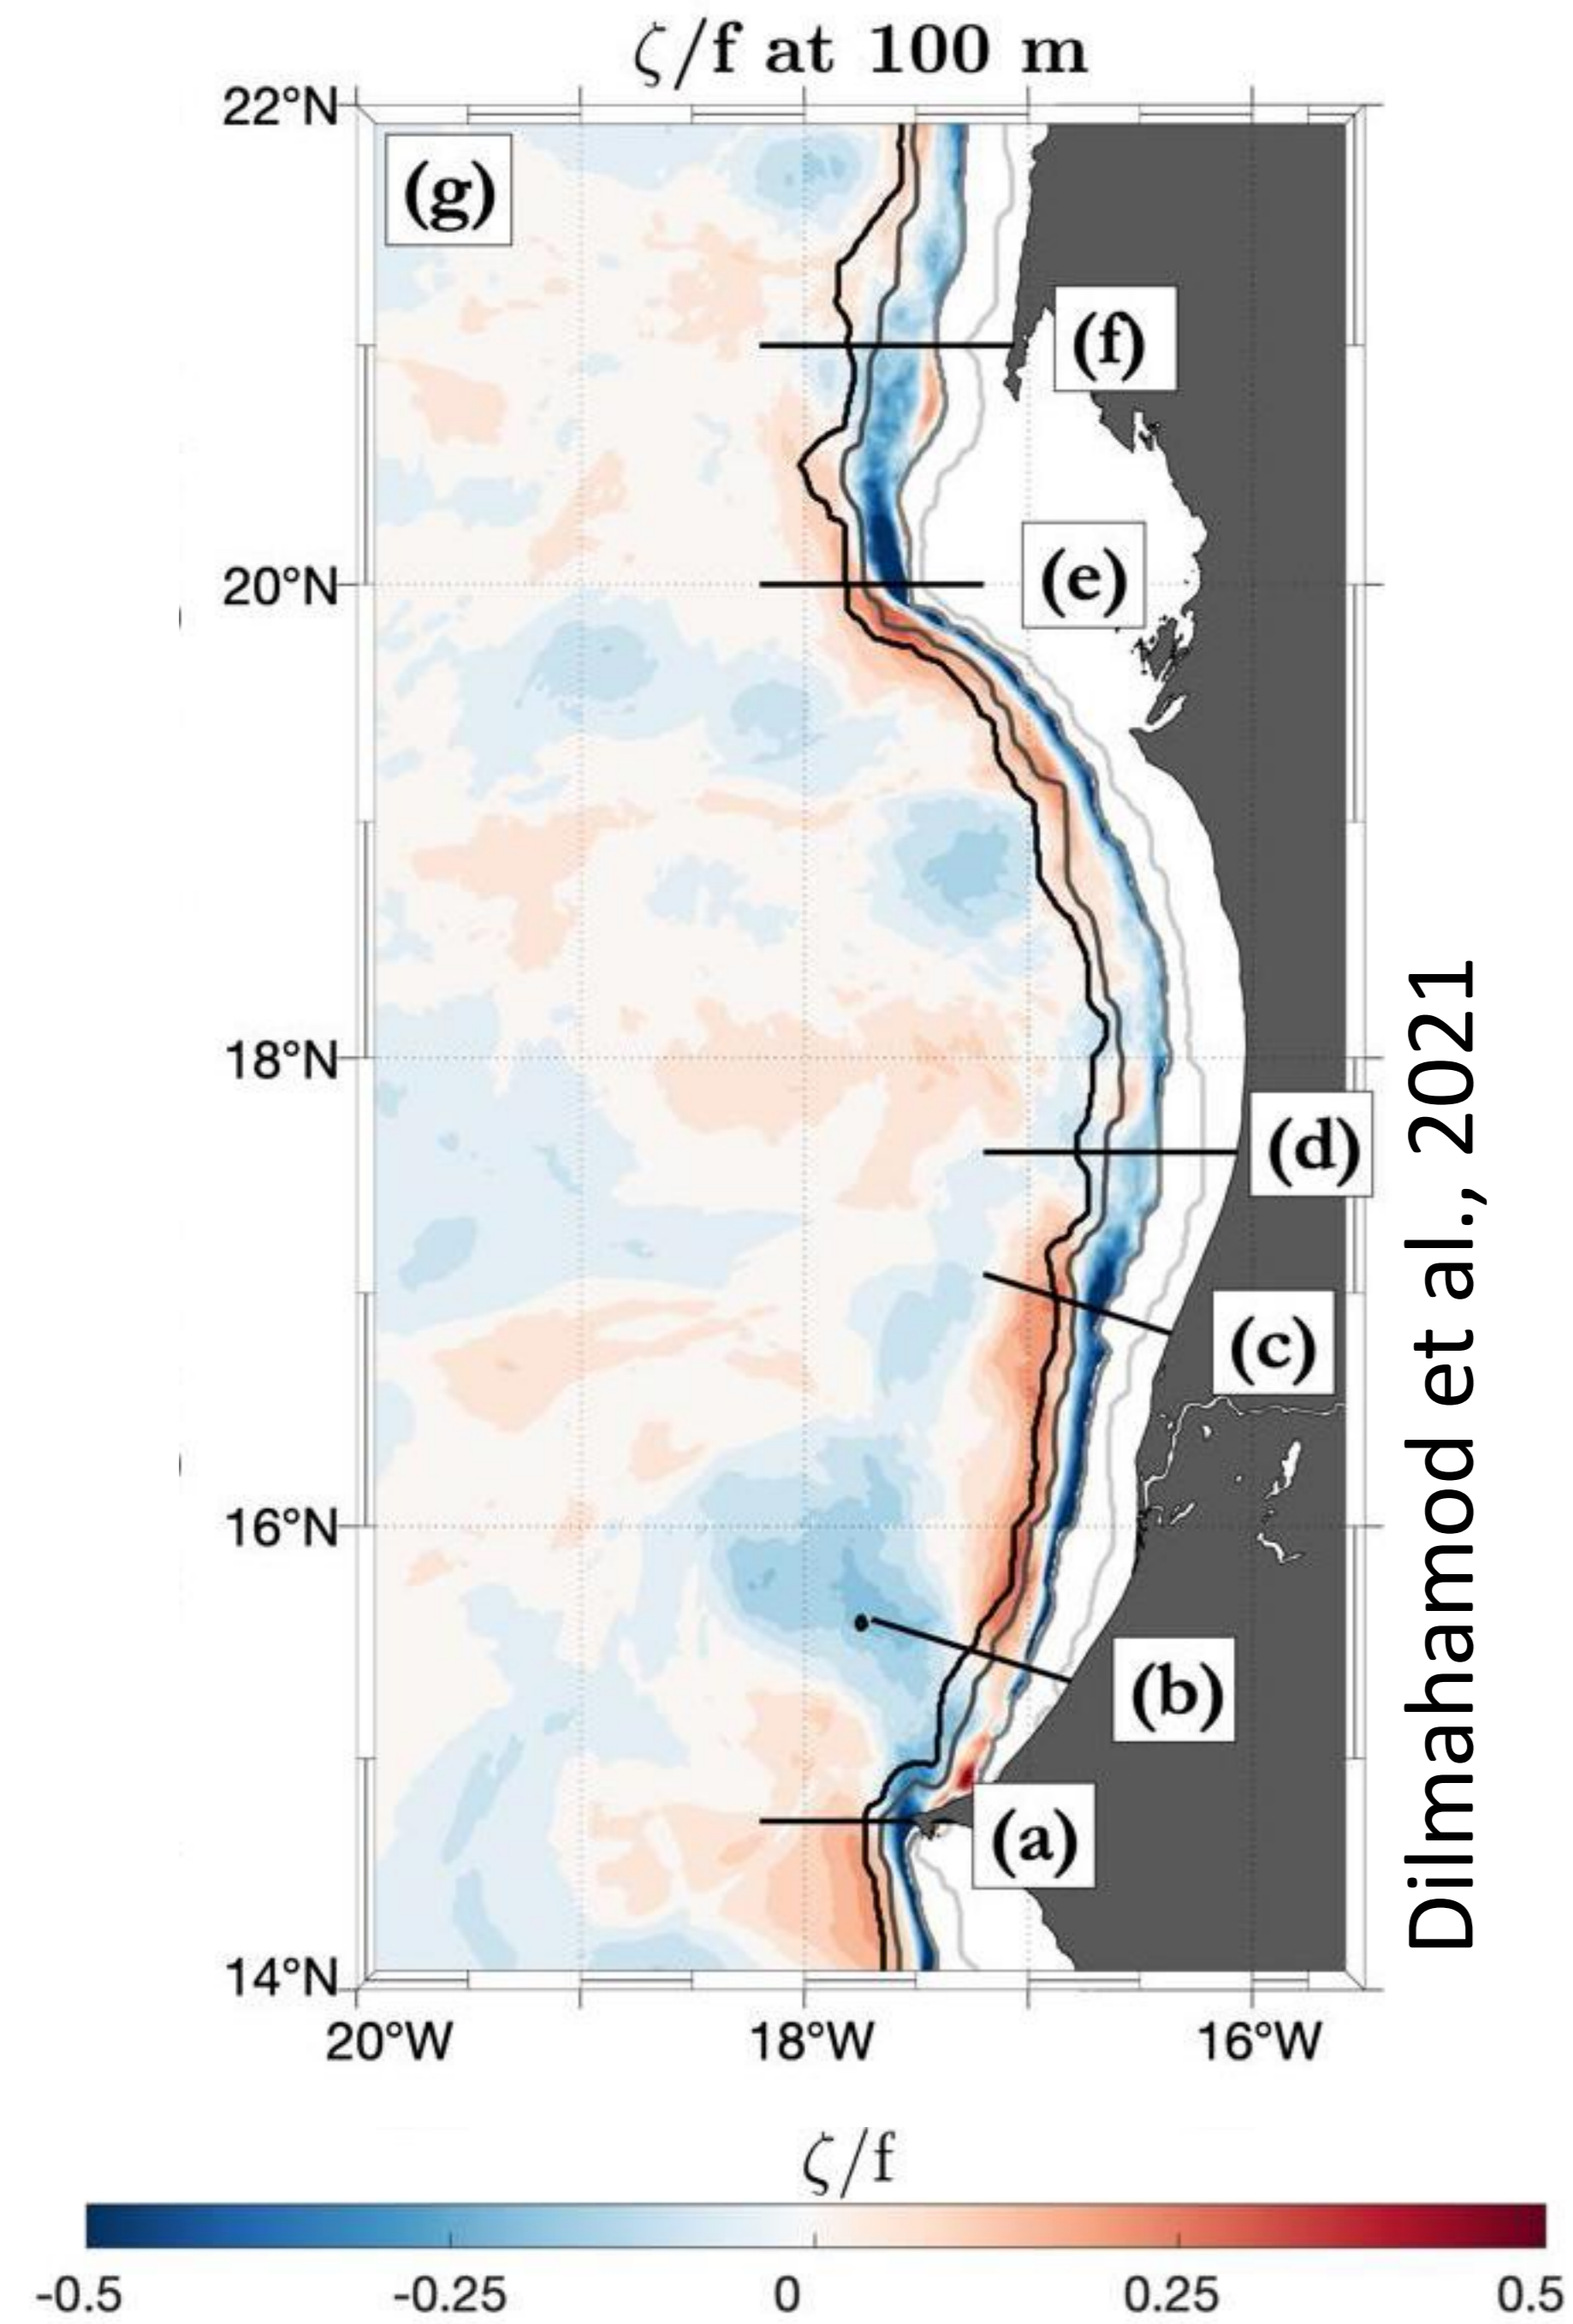 ζ/f at 100 m
22°N
(g)
(f)
20°N
(e)
18°N
(d)
(c)
16°N
(b)
(a)
14°N
20°W 18°W 16°W
Dilmahamod et al., 2021
ζ/f
-0.5 -0.25 0 0.25 0.5